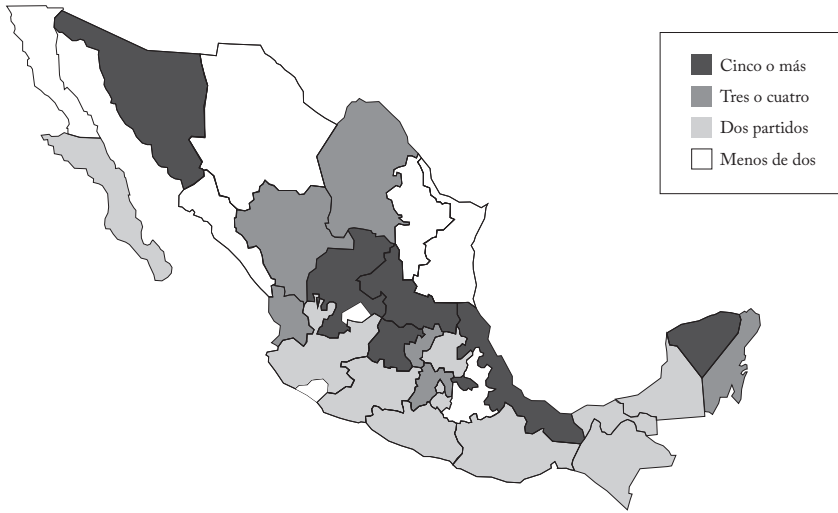 Cinco o más
Tres o cuatro
Dos partidos
Menos de dos